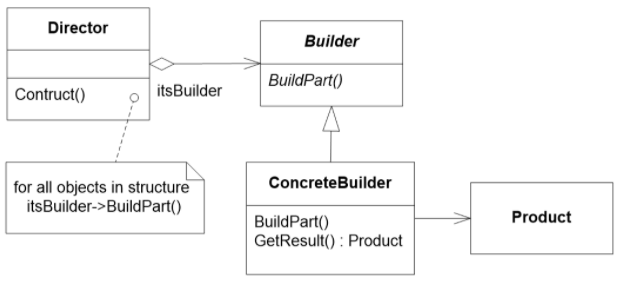 Director
Contruct()
itsBuilder
Builder
BuildPart()
for all objects in structure
itsBuilder->BuildPart()
ConcreteBuilder
BuildPart()
GetResult() : Product
Product